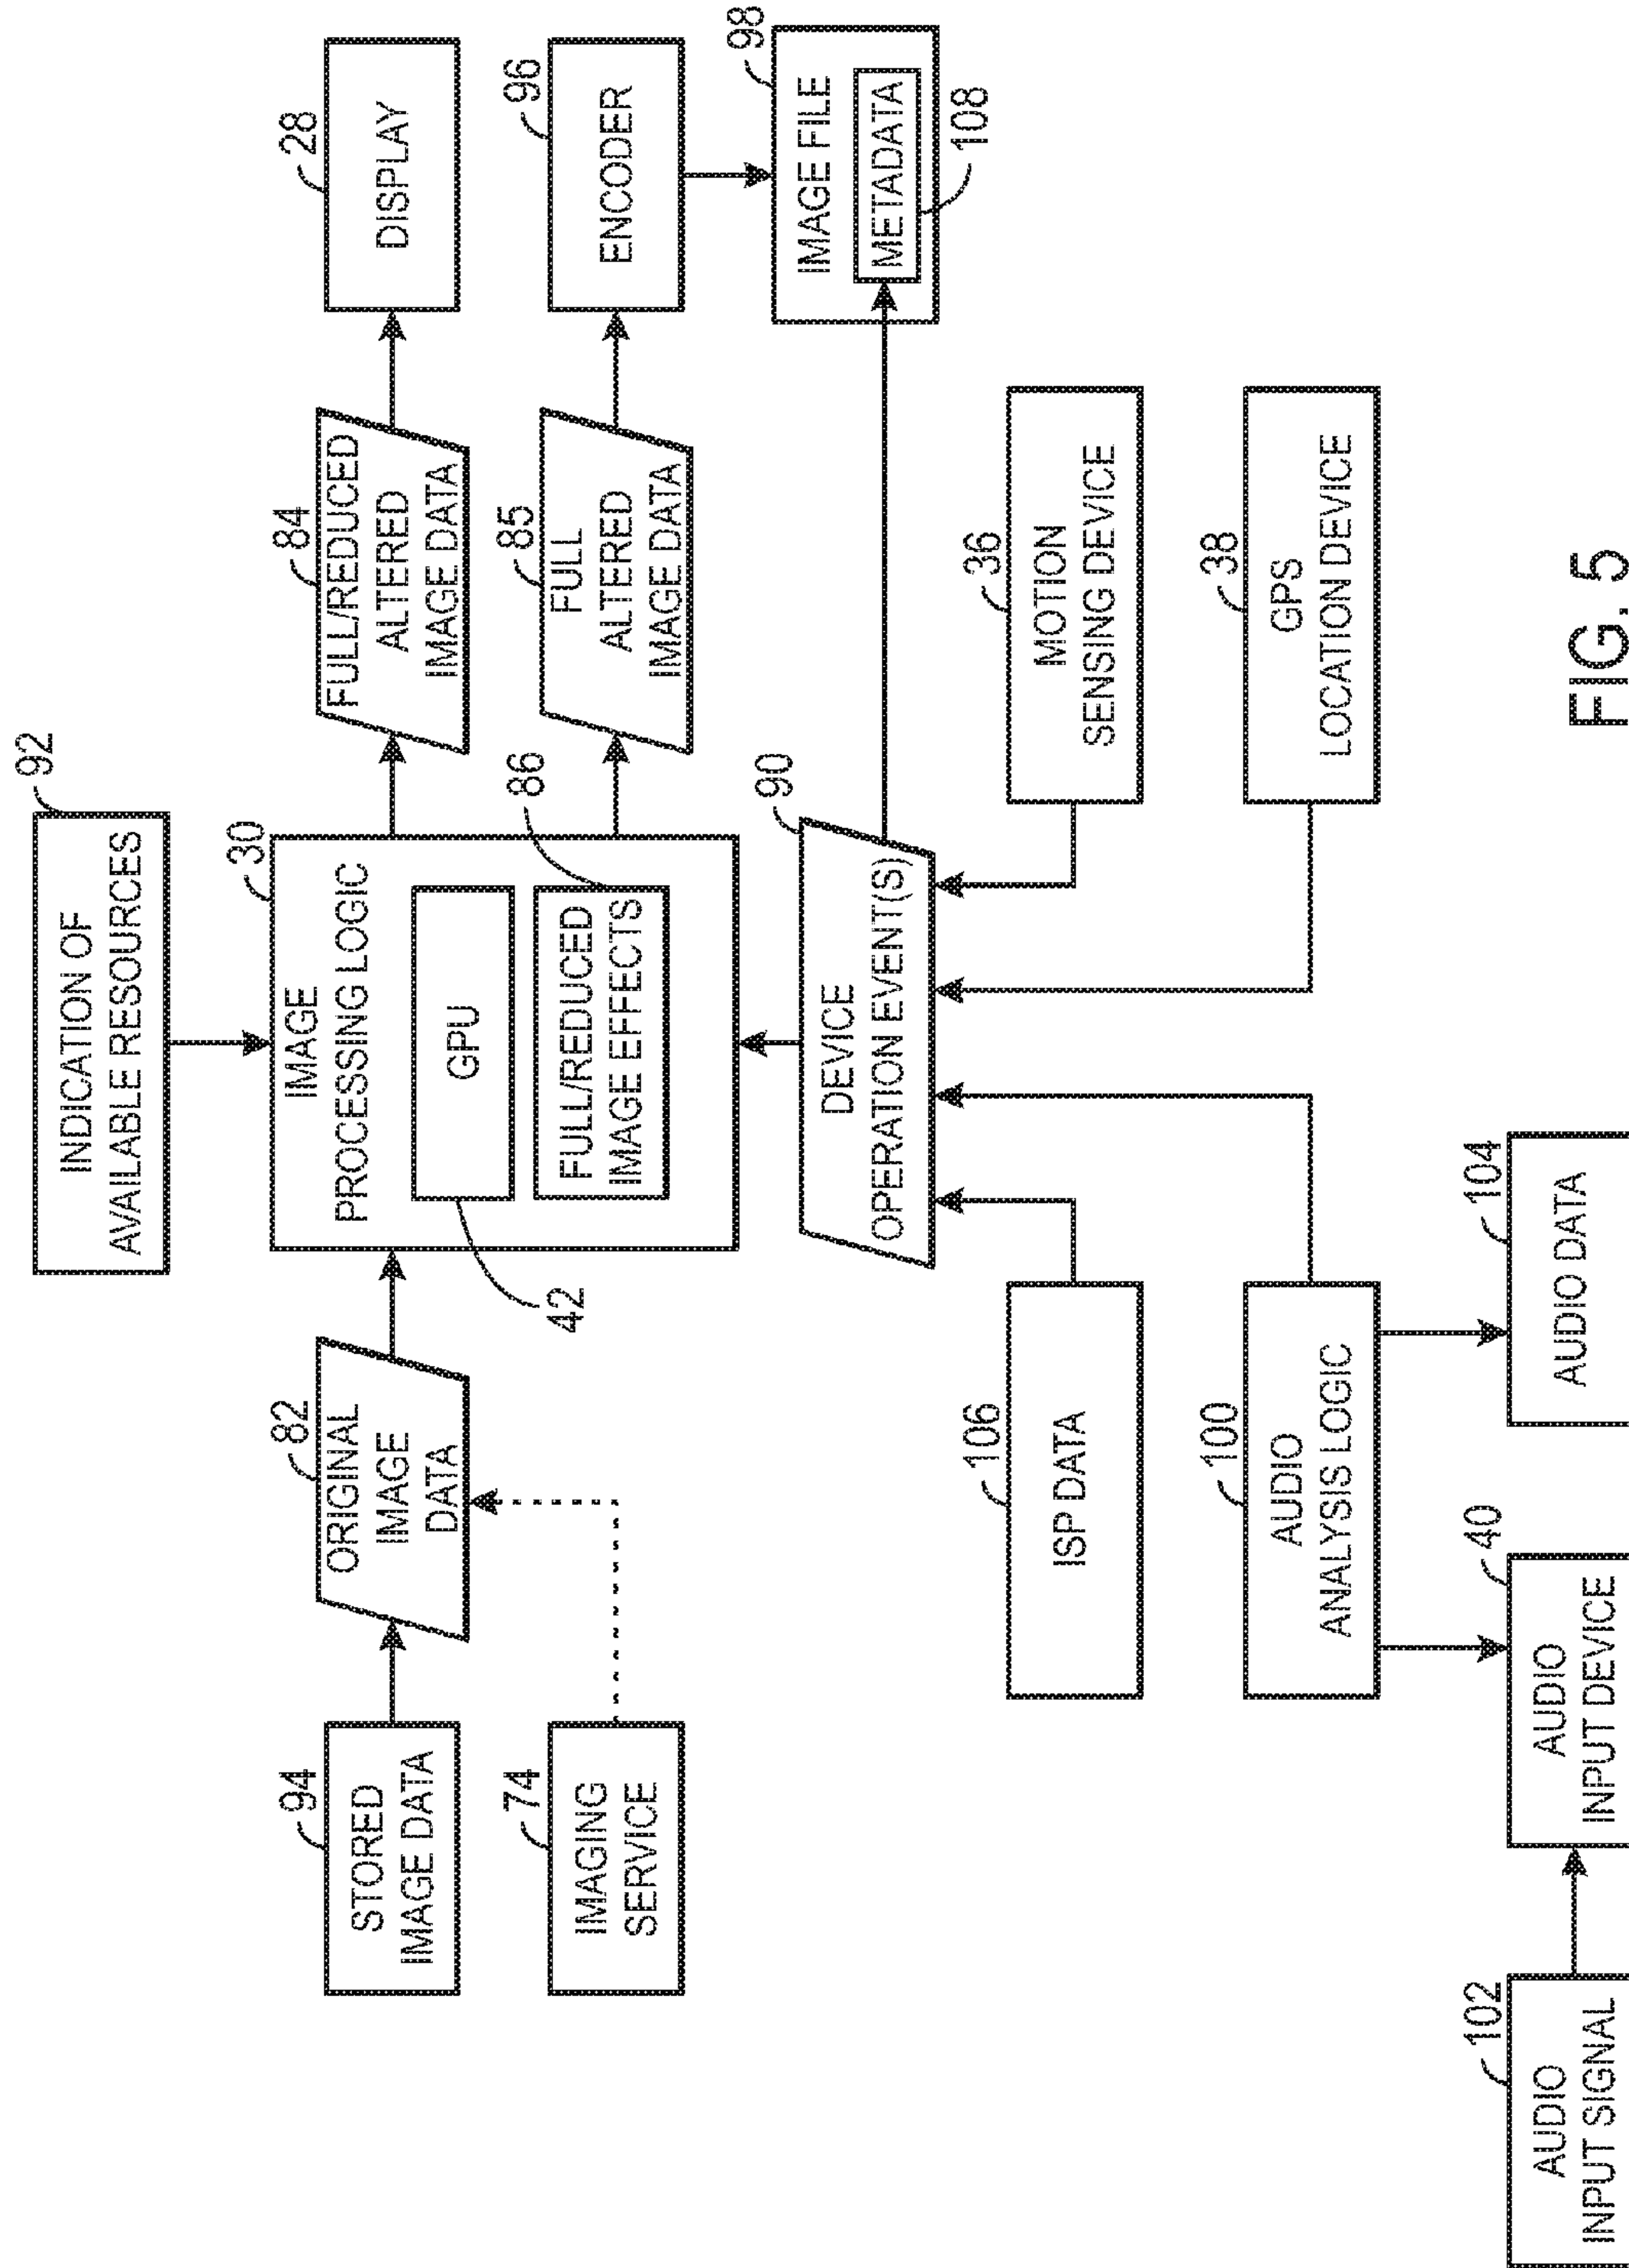 INDICATION OF
AVAILABLE RESOURCES
92
STORED
IMAGE DATA
94
ORIGINAL
IMAGE
DATA
82
IMAGE
PROCESSING LOGIC
30
GPU
42
FULL/REDUCED
IMAGE EFFECTS
86
FULL/REDUCED
ALTERED
IMAGE DATA
84
DISPLAY
28
IMAGING
SERVICE
74
FULL
ALTERED
IMAGE DATA
85
ENCODER
96
DEVICE
OPERATION EVENT(S)
90
IMAGE FILE
98
METADATA
108
ISP DATA
106
MOTION
SENSING DEVICE
36
AUDIO
ANALYSIS LOGIC
100
GPS
LOCATION DEVICE
38
AUDIO
INPUT SIGNAL
102
AUDIO
INPUT DEVICE
40
AUDIO DATA
104
FIG. 5